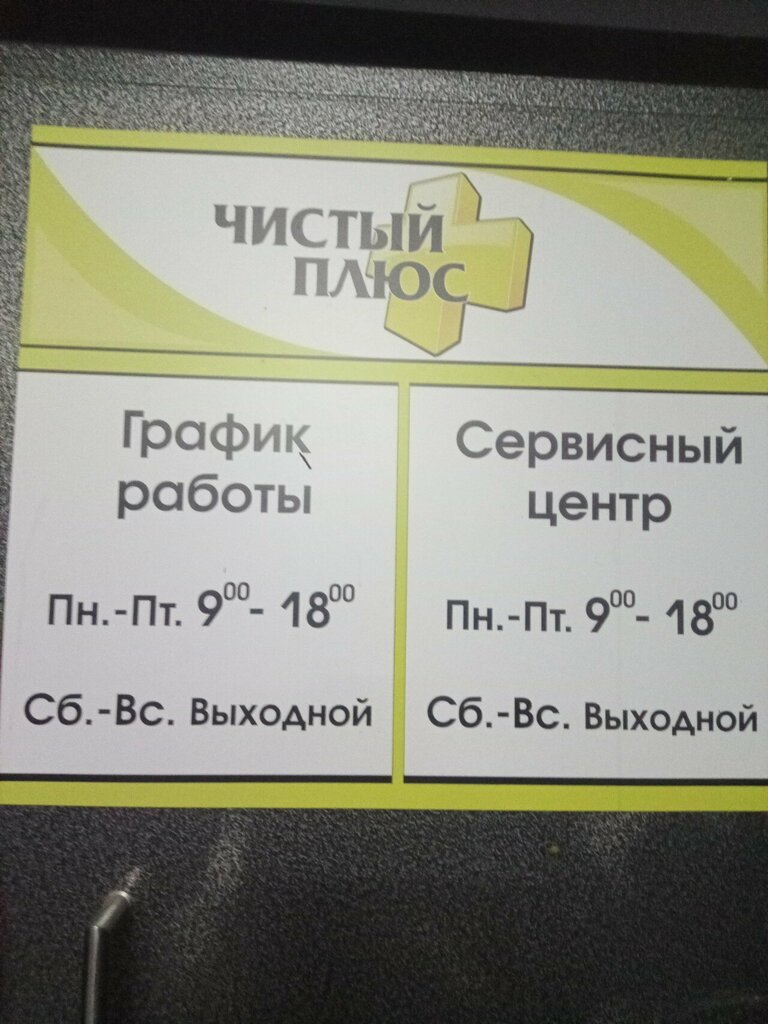 ЧИСТЫЙ
ПЛЮС
График
работы
Пн.-Пт. 9⁰⁰- 18⁰⁰
Сб.-Вс. Выходной
Сервисный
центр
Пн.-Пт. 9⁰⁰- 18⁰⁰
Сб.-Вс. Выходной